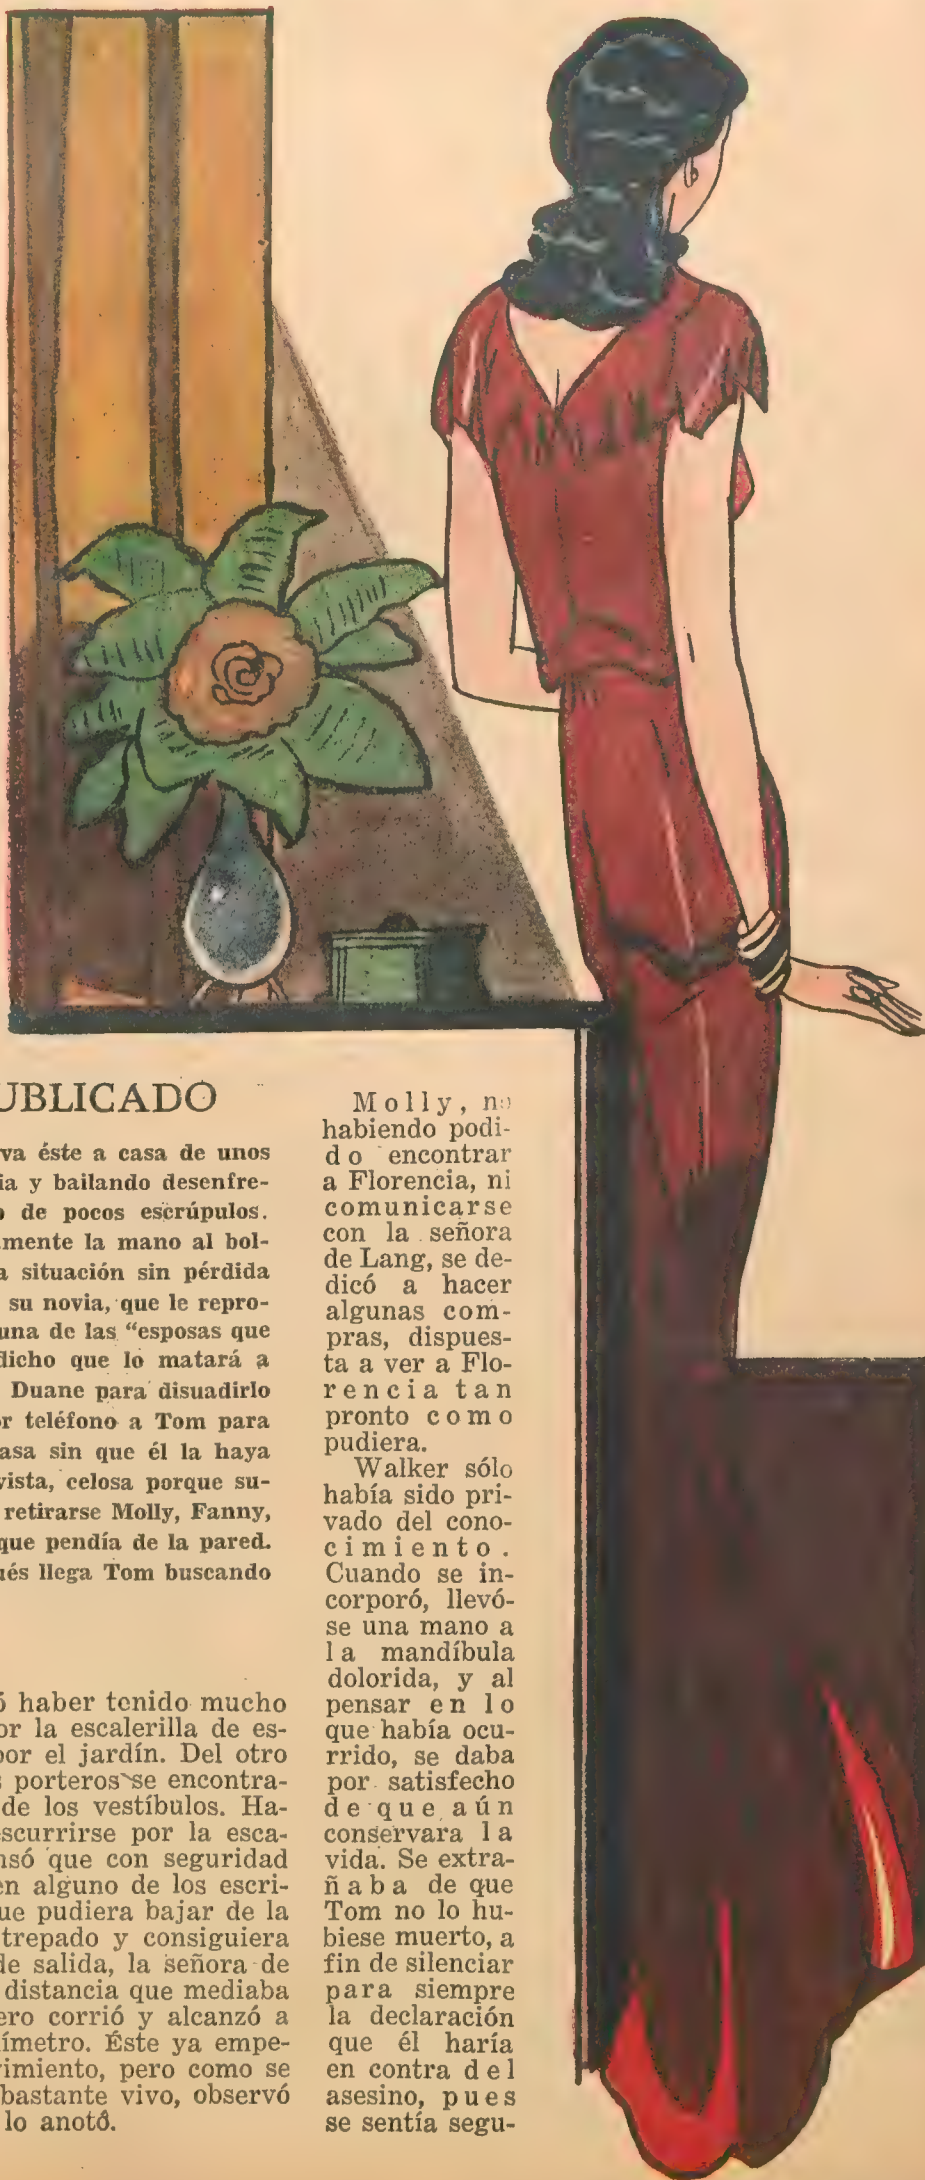 UBLICADO
va éste a casa de unos
ia y bailando desenfre-
o de pocos escrúpulos.
amente la mano al bol-
a situación sin pérdida
su novia, que le repro-
una de las “esposas que
dicho que lo matará a
Duane para disuadirlo
or teléfono a Tom para
asa sin que él la haya
vista, celosa porque su-
retirarse Molly, Fanny,
que pendía de la pared.
ués llega Tom buscando
ó haber tenido mucho
or la escalerilla de es-
por el jardín. Del otro
s porteros se encontra-
de los vestíbulos. Ha-
escurrirse por la esca-
nsó que con seguridad
en alguno de los escri-
ue pudiera bajar de la
trepado y consiguiera
de salida, la señora de
distancia que mediaba
ero corrió y alcanzó a
ímetro. Éste ya empe-
rimiento, pero como se
bastante vivo, observó
lo anotó.
Molly, no
habiendo podi-
do encontrar
a Florencia, ni
comunicarse
con la señora
de Lang, se de-
dicó a hacer
algunas com-
pras, dispues-
ta a ver a Flo-
rencia tan
pronto como
pudiera.
Walker sólo
había sido pri-
vado del cono-
cimiento.
Cuando se in-
corporó, llevó-
se una mano a
la mandíbula
dolorida, y al
pensar en lo
que había ocu-
rrido, se daba
por satisfecho
de que aún
conservara la
vida. Se extra-
ñaba de que
Tom no lo hu-
biese muerto, a
fin de silenciar
para siempre
la declaración
que él haría
en contra del
asesino, pues
se sentía segu-